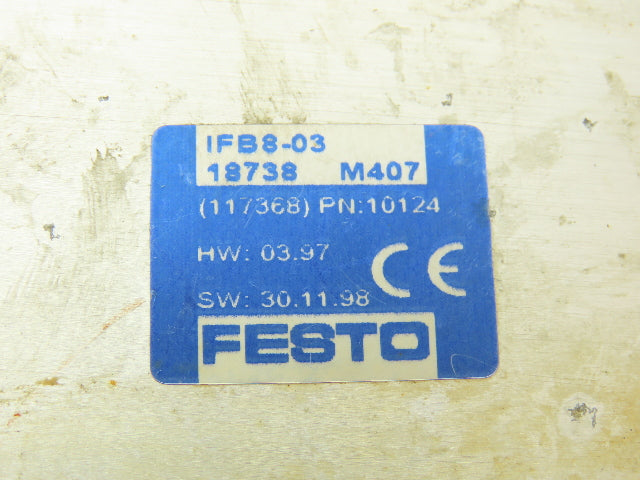 IFB8-03
18738 M407
(117368) PN:10124
HW: 03.97
CE
SW: 30.11.98
FESTO